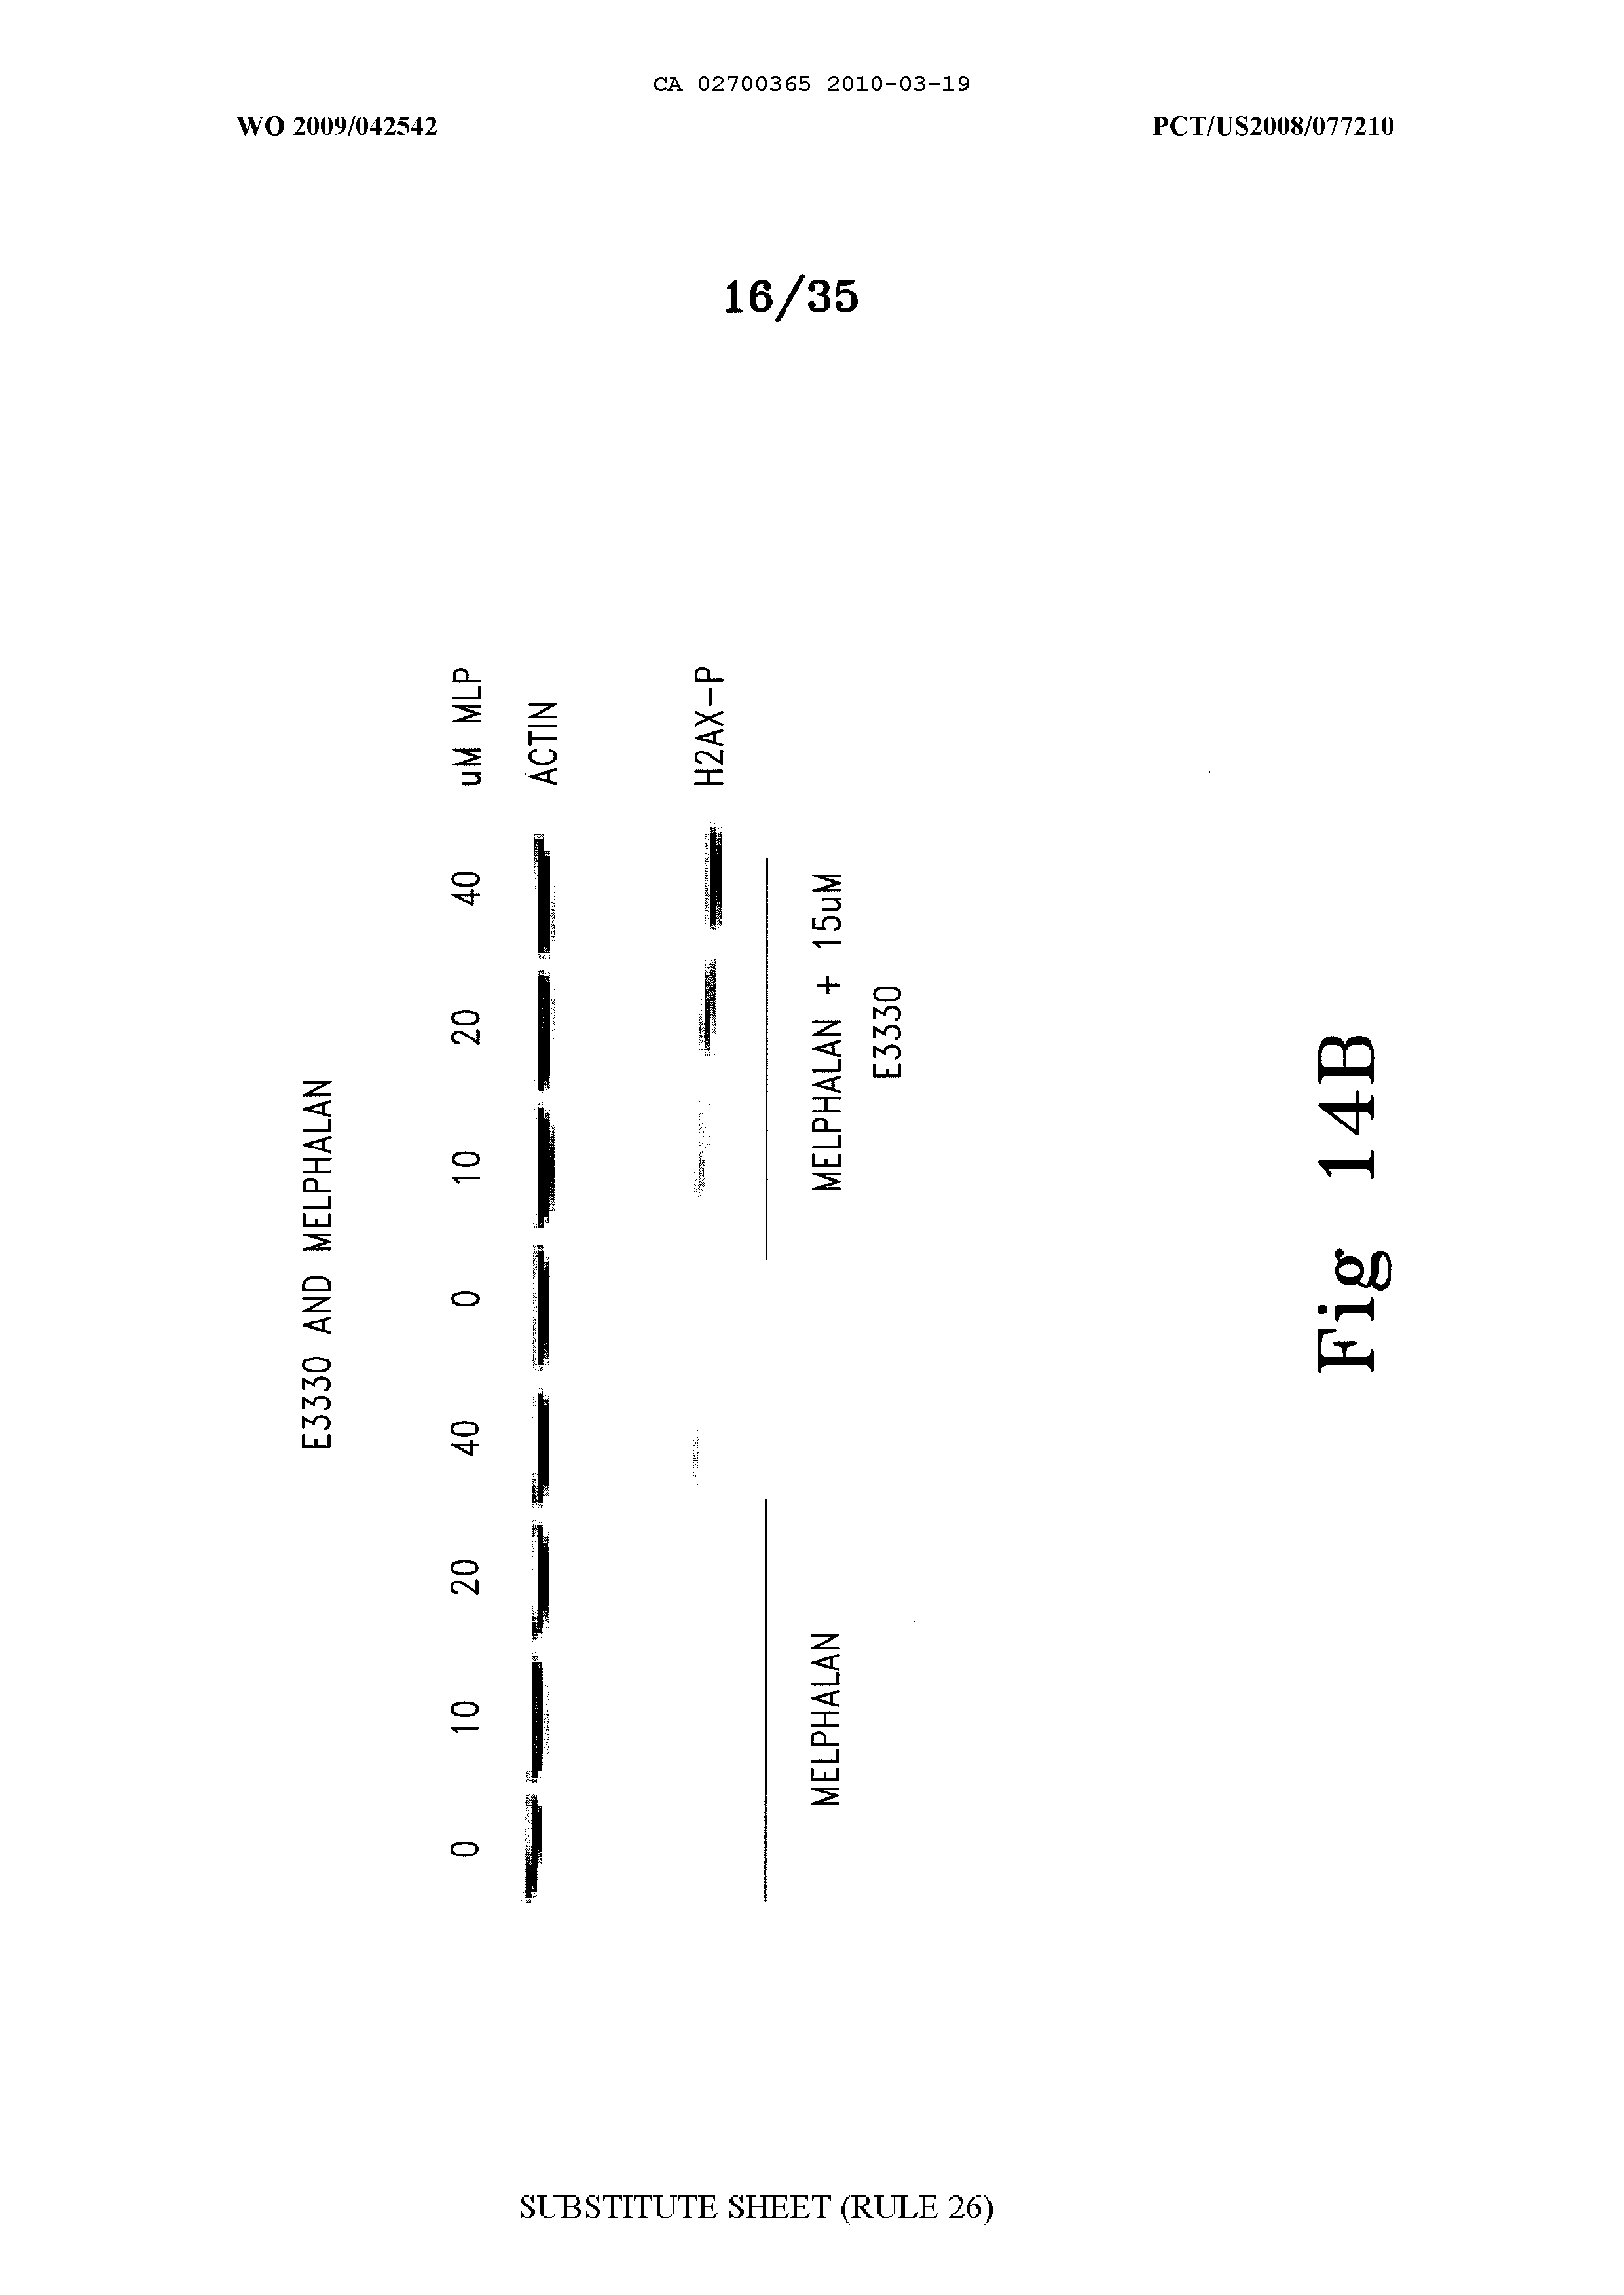 CA 02700365 2010-03-19
WO 2009/042542 PCT/US2008/077210
16/35
E3330 AND MELPHALAN
0 10 20 40 0 10 20 40 uM MLP
ACTIN
H2AX-P
MELPHALAN MELPHALAN + 15uM
E3330
Fig 14B
SUBSTITUTE SHEET (RULE 26)